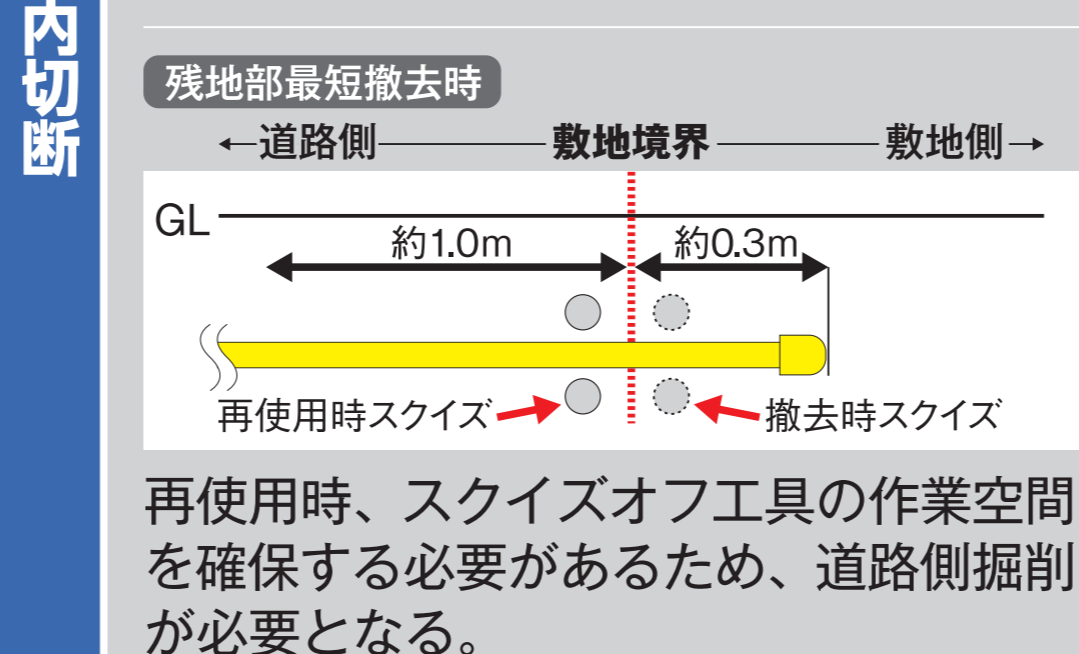 内切断
残地部最短撤去時
←道路側 敷地境界 敷地側→
GL
約1.0m 約0.3m
再使用時スクイズ 撤去時スクイズ
再使用時、スクイズオフ工具の作業空間
を確保する必要があるため、道路側掘削
が必要となる。